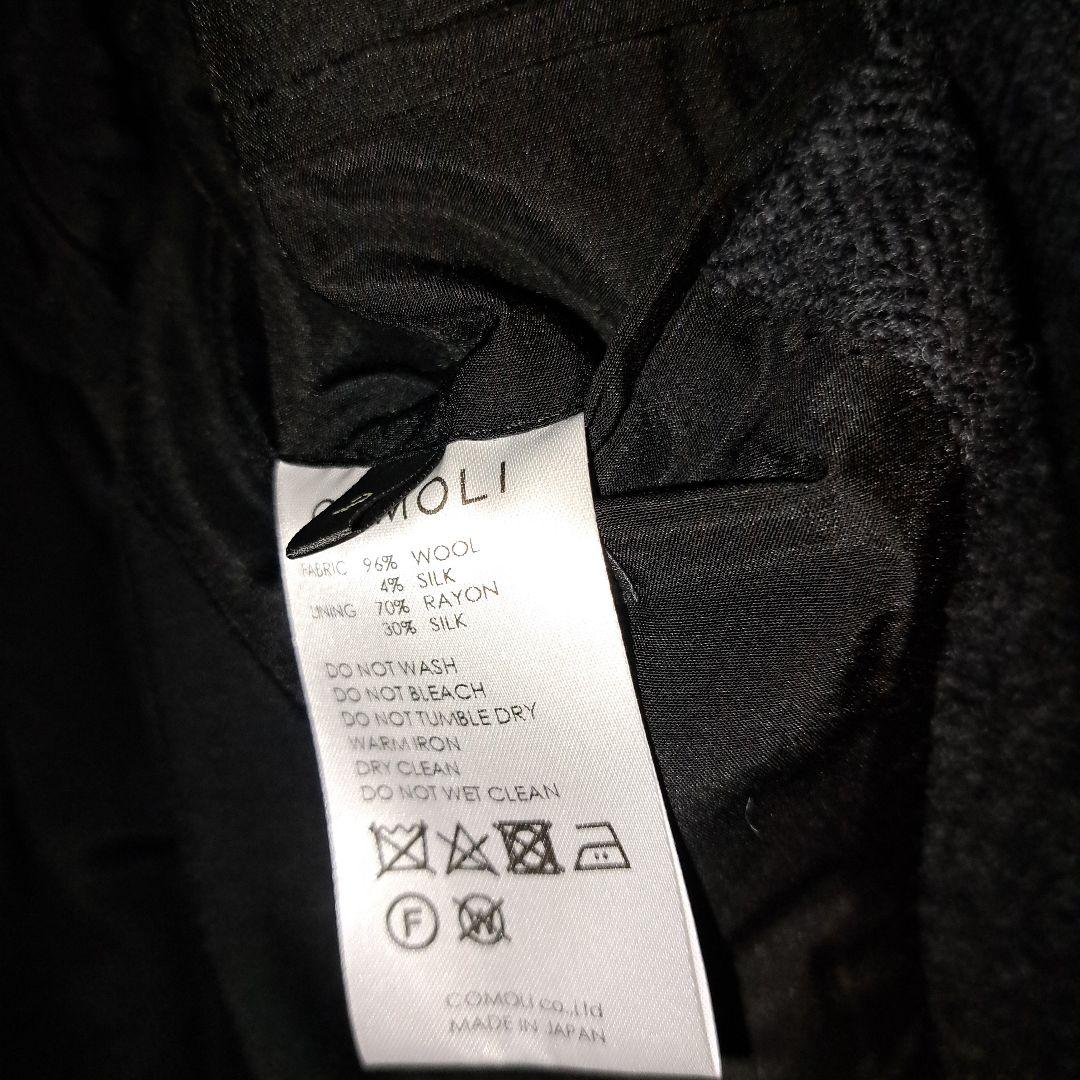 COMOLI
FABRIC 96% WOOL
4% SILK
LINING 70% RAYON
30% SILK
DO NOT WASH
DO NOT BLEACH
DO NOT TUMBLE DRY
WARM IRON
DRY CLEAN
DO NOT WET CLEAN
F W
COMOLI co.,ltd
MADE IN JAPAN